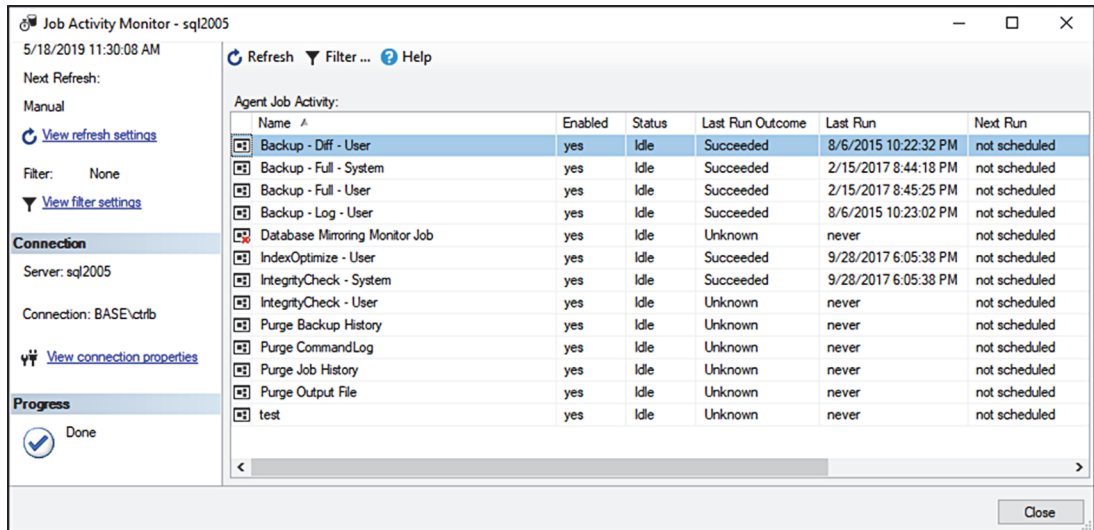 Job Activity Monitor - sql2005
5/18/2019 11:30:08 AM
Next Refresh:
Manual
View refresh settings
Filter: None
View filter settings
Connection
Server: sql2005
Connection: BASE\ctrlb
View connection properties
Progress
Done
Refresh Filter ... Help
Agent Job Activity:
Name Enabled Status Last Run Outcome Last Run Next Run
Backup - Diff - User yes Idle Succeeded 8/6/2015 10:22:32 PM not scheduled
Backup - Full - System yes Idle Succeeded 2/15/2017 8:44:18 PM not scheduled
Backup - Full - User yes Idle Succeeded 2/15/2017 8:45:25 PM not scheduled
Backup - Log - User yes Idle Succeeded 8/6/2015 10:23:02 PM not scheduled
Database Mirroring Monitor Job yes Idle Unknown never not scheduled
IndexOptimize - User yes Idle Succeeded 9/28/2017 6:05:38 PM not scheduled
IntegrityCheck - System yes Idle Succeeded 9/28/2017 6:05:38 PM not scheduled
IntegrityCheck - User yes Idle Unknown never not scheduled
Purge Backup History yes Idle Unknown never not scheduled
Purge CommandLog yes Idle Unknown never not scheduled
Purge Job History yes Idle Unknown never not scheduled
Purge Output File yes Idle Unknown never not scheduled
test yes Idle Unknown never not scheduled
Close